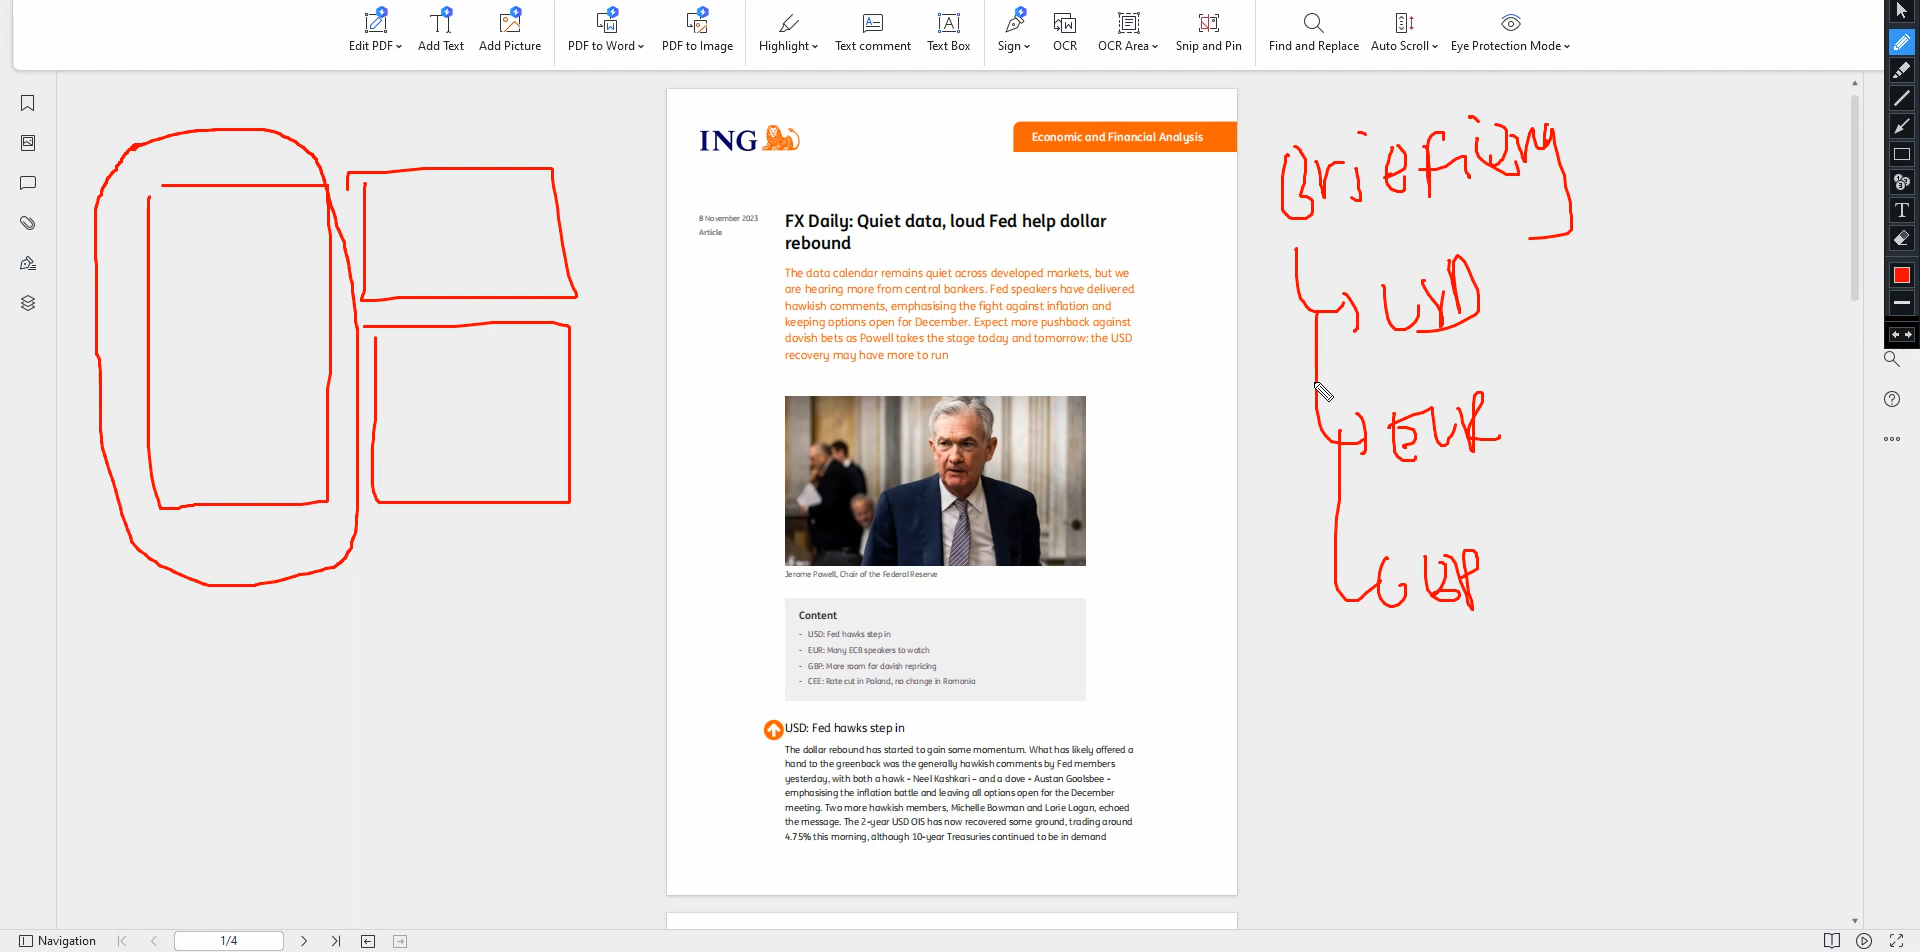 Edit PDF Add Text Add Picture PDF to Word PDF to Image Highlight Text comment Text Box Sign OCR OCR Area Snip and Pin Find and Replace Auto Scroll Eye Protection Mode
ING
Economic and Financial Analysis
8 November 2023
Article
FX Daily: Quiet data, loud Fed help dollar
rebound
The data calendar remains quiet across developed markets, but we
are hearing more from central bankers. Fed speakers have delivered
hawkish comments, emphasising the fight against inflation and
keeping options open for December. Expect more pushback against
dovish bets as Powell takes the stage today and tomorrow: the USD
recovery may have more to run
Jerome Powell, Chair of the Federal Reserve
Content
- USD: Fed hawks step in
- EUR: Many ECB speakers to watch
- GBP: More room for dovish repricing
- CEE: Rate cut in Poland, no change in Romania
USD: Fed hawks step in
The dollar rebound has started to gain some momentum. What has likely offered a
hand to the greenback was the generally hawkish comments by Fed members
yesterday, with both a hawk - Neel Kashkari – and a dove - Austan Goolsbee -
emphasising the inflation battle and leaving all options open for the December
meeting. Two more hawkish members, Michelle Bowman and Lorie Logan, echoed
the message. The 2-year USD OIS has now recovered some ground, trading around
4.75% this morning, although 10-year Treasuries continued to be in demand
Briefing
USD
EUR
GBP
T
Navigation 1/4